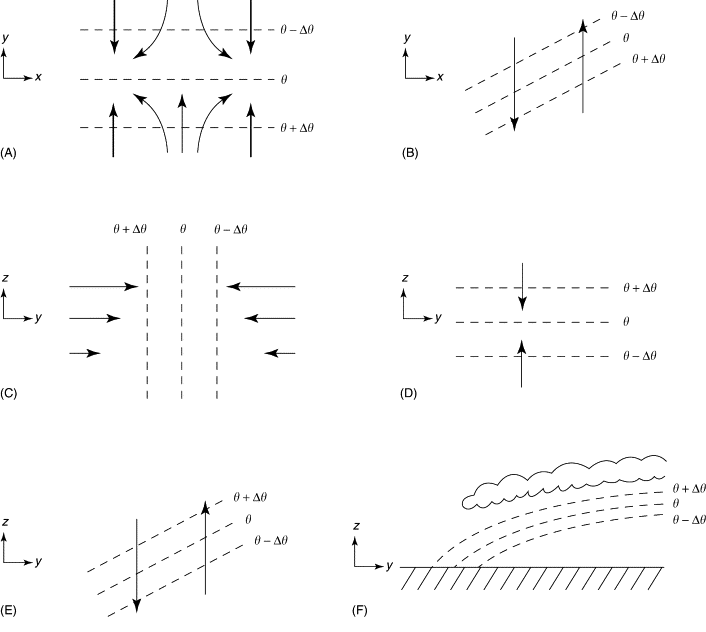 y
x
θ − Δθ
θ
θ + Δθ
(A)
y
x
θ − Δθ
θ
θ + Δθ
(B)
z
y
θ + Δθ θ θ − Δθ
(C)
z
y
θ + Δθ
θ
θ − Δθ
(D)
z
y
θ + Δθ
θ
θ − Δθ
(E)
z
y
θ + Δθ
θ
θ − Δθ
(F)